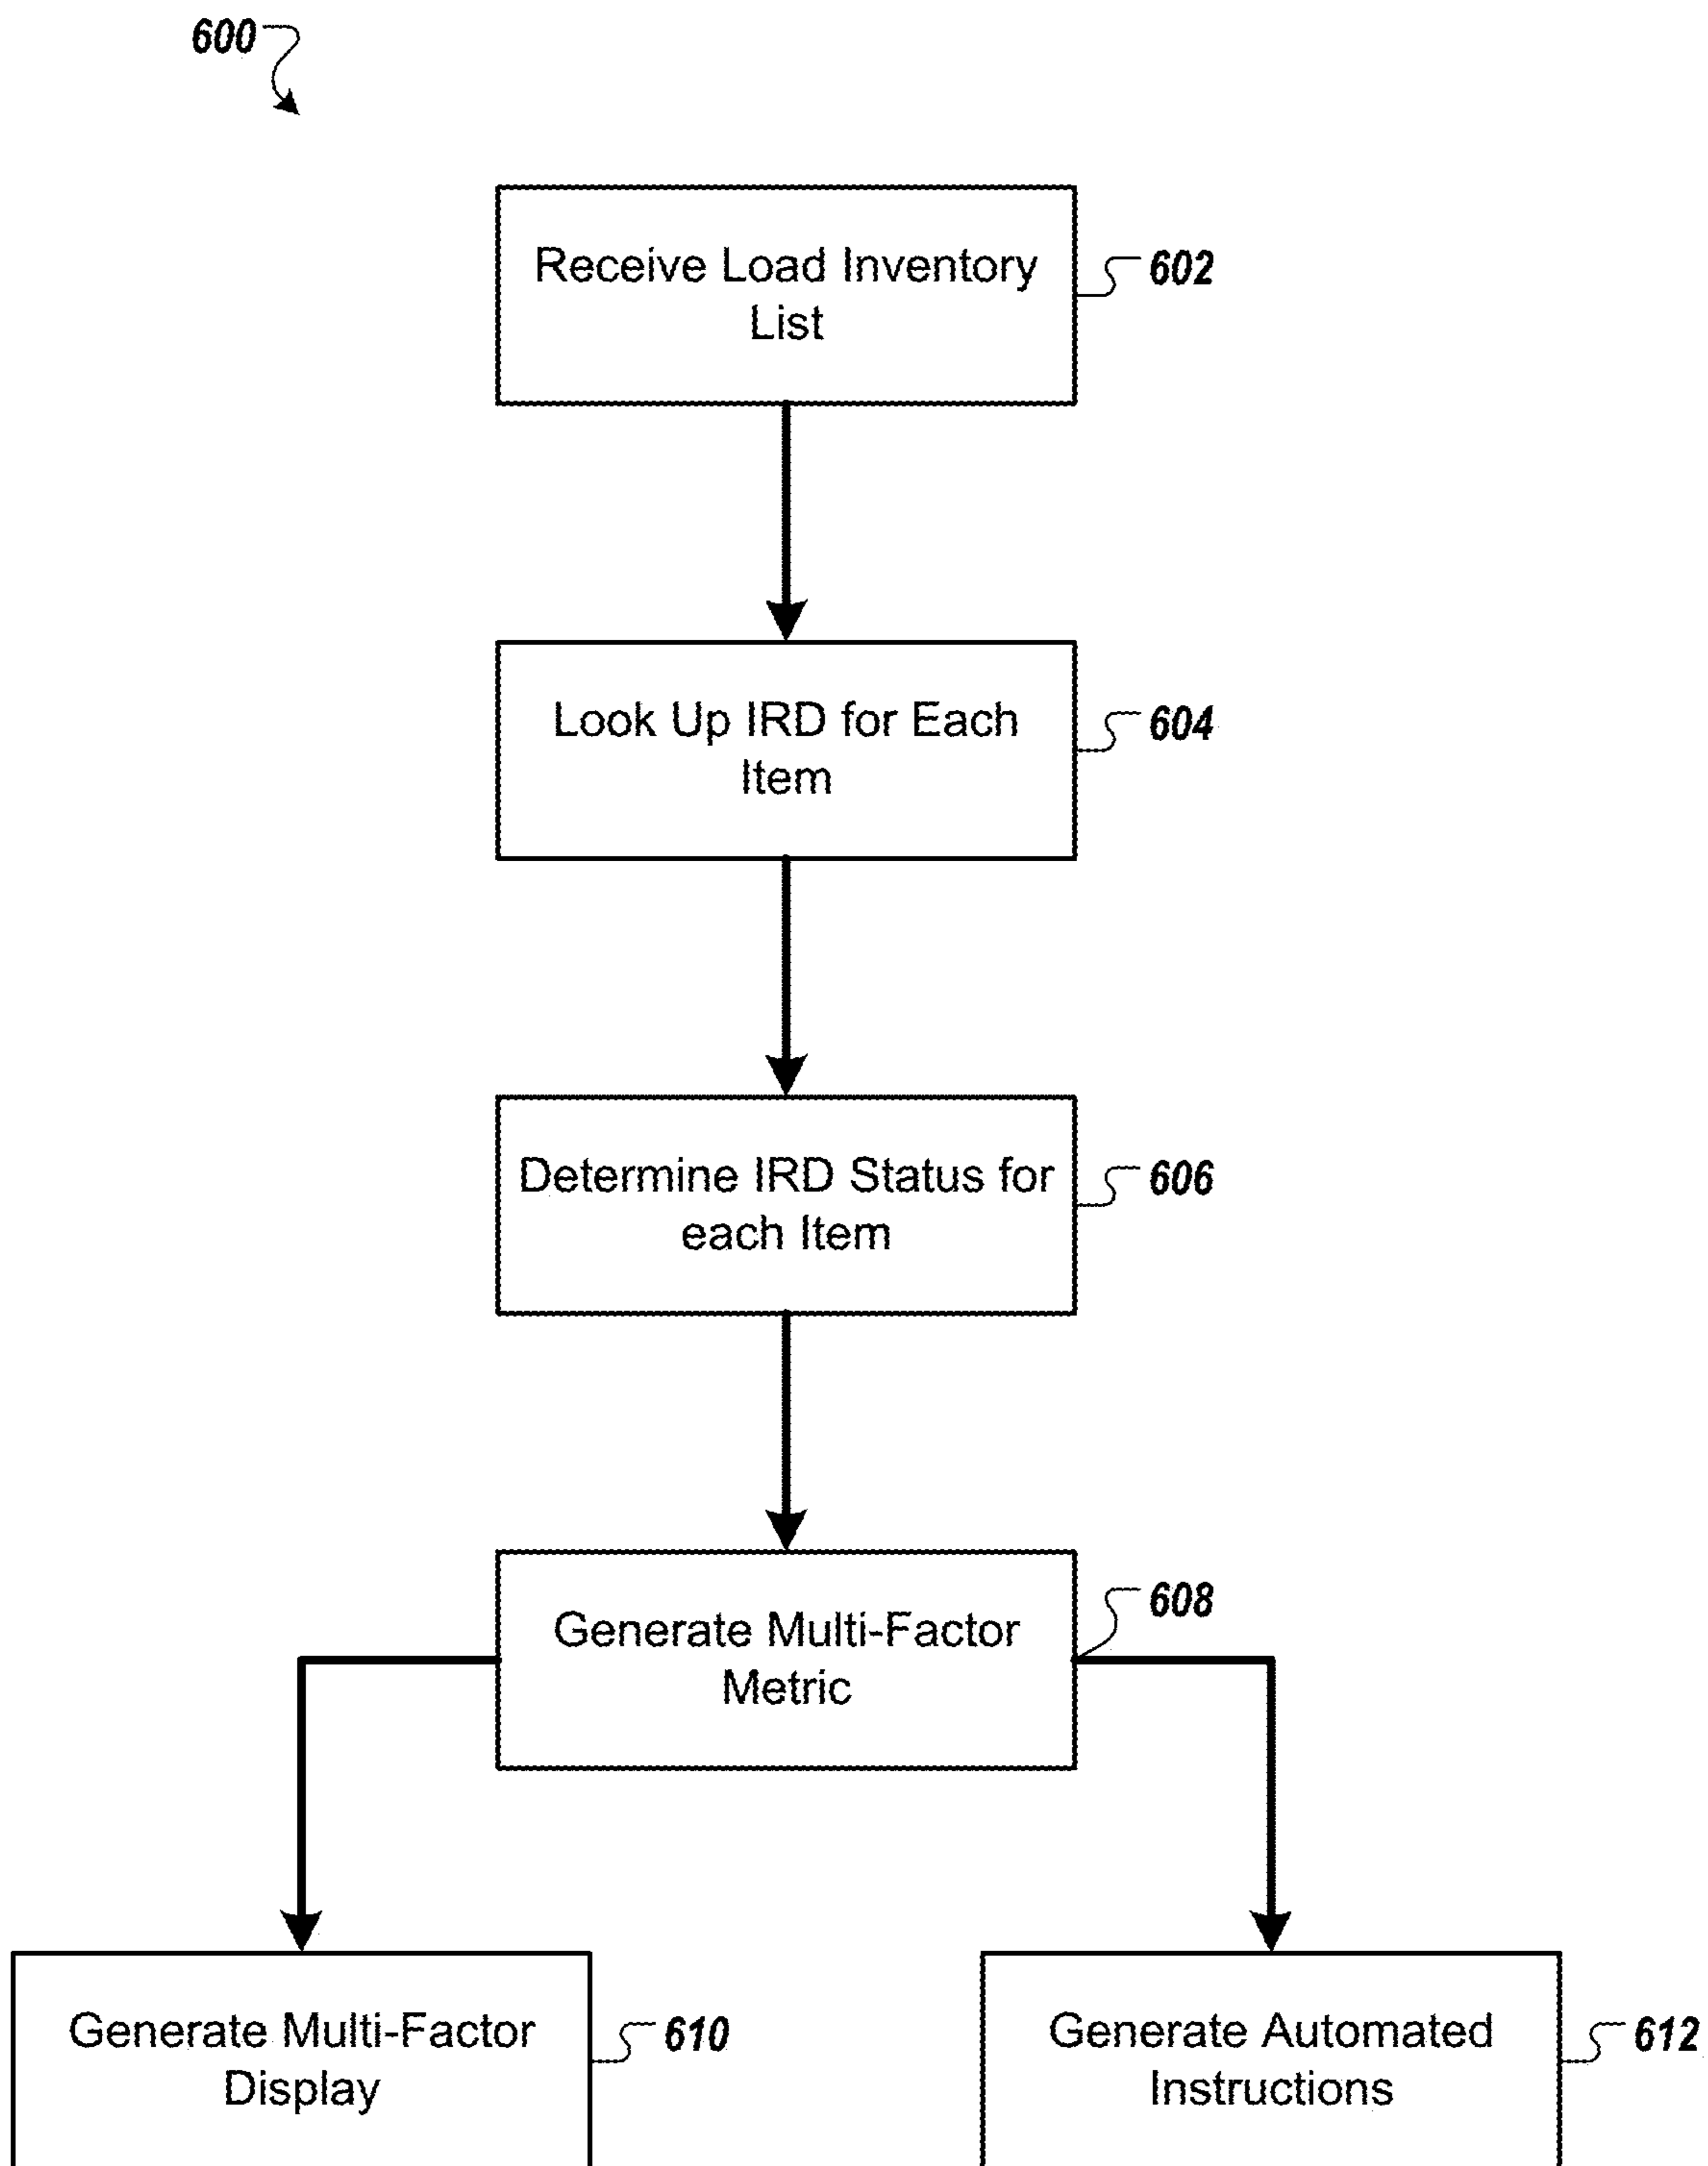 600
Receive Load Inventory
List
602
Look Up IRD for Each
Item
604
Determine IRD Status for
each Item
606
Generate Multi-Factor
Metric
608
Generate Multi-Factor
Display
610
Generate Automated
Instructions
612